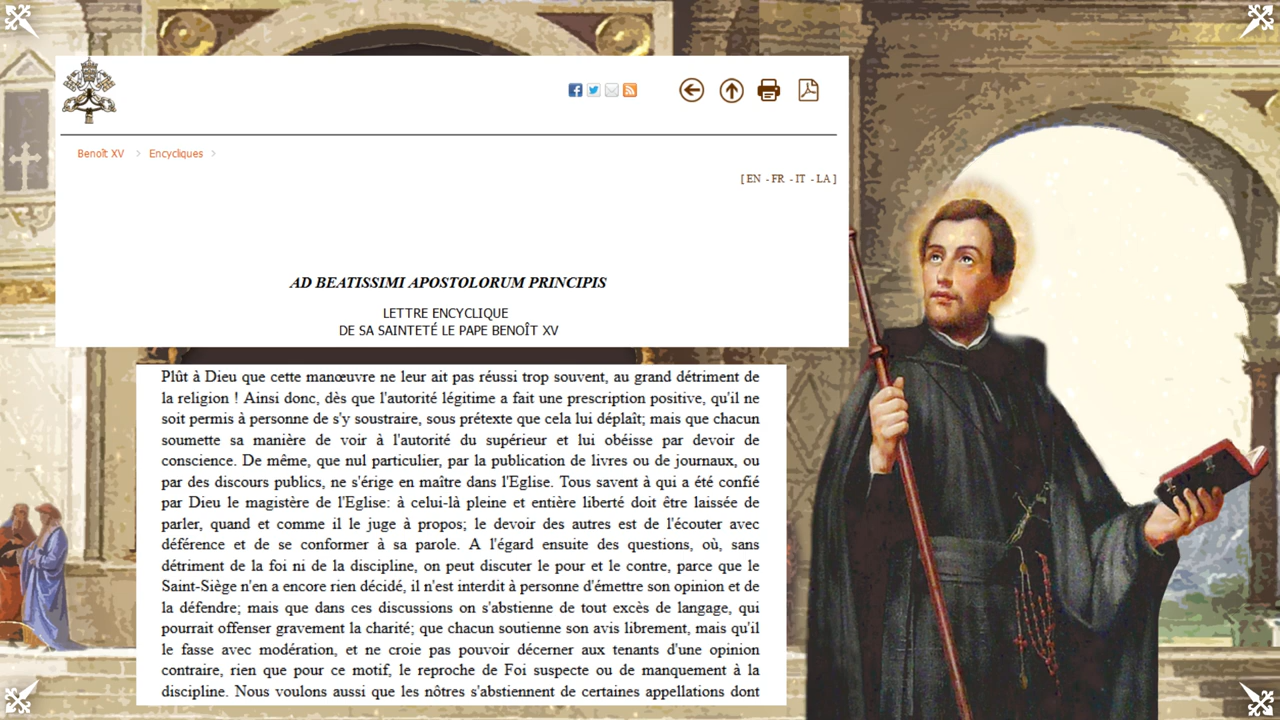 Benoît XV > Encycliques >
[ EN - FR - IT - LA ]
AD BEATISSIMI APOSTOLORUM PRINCIPIS
LETTRE ENCYCLIQUE
DE SA SAINTETÉ LE PAPE BENOÎT XV
Plût à Dieu que cette manœuvre ne leur ait pas réussi trop souvent, au grand détriment de
la religion ! Ainsi donc, dès que l'autorité légitime a fait une prescription positive, qu'il ne
soit permis à personne de s'y soustraire, sous prétexte que cela lui déplaît; mais que chacun
soumette sa manière de voir à l'autorité du supérieur et lui obéisse par devoir de
conscience. De même, que nul particulier, par la publication de livres ou de journaux, ou
par des discours publics, ne s'érige en maître dans l'Eglise. Tous savent à qui a été confié
par Dieu le magistère de l'Eglise: à celui-là pleine et entière liberté doit être laissée de
parler, quand et comme il le juge à propos; le devoir des autres est de l'écouter avec
déférence et de se conformer à sa parole. A l'égard ensuite des questions, où, sans
détriment de la foi ni de la discipline, on peut discuter le pour et le contre, parce que le
Saint-Siège n'en a encore rien décidé, il n'est interdit à personne d'émettre son opinion et de
la défendre; mais que dans ces discussions on s'abstienne de tout excès de langage, qui
pourrait offenser gravement la charité; que chacun soutienne son avis librement, mais qu'il
le fasse avec modération, et ne croie pas pouvoir décerner aux tenants d'une opinion
contraire, rien que pour ce motif, le reproche de Foi suspecte ou de manquement à la
discipline. Nous voulons aussi que les nôtres s'abstiennent de certaines appellations dont